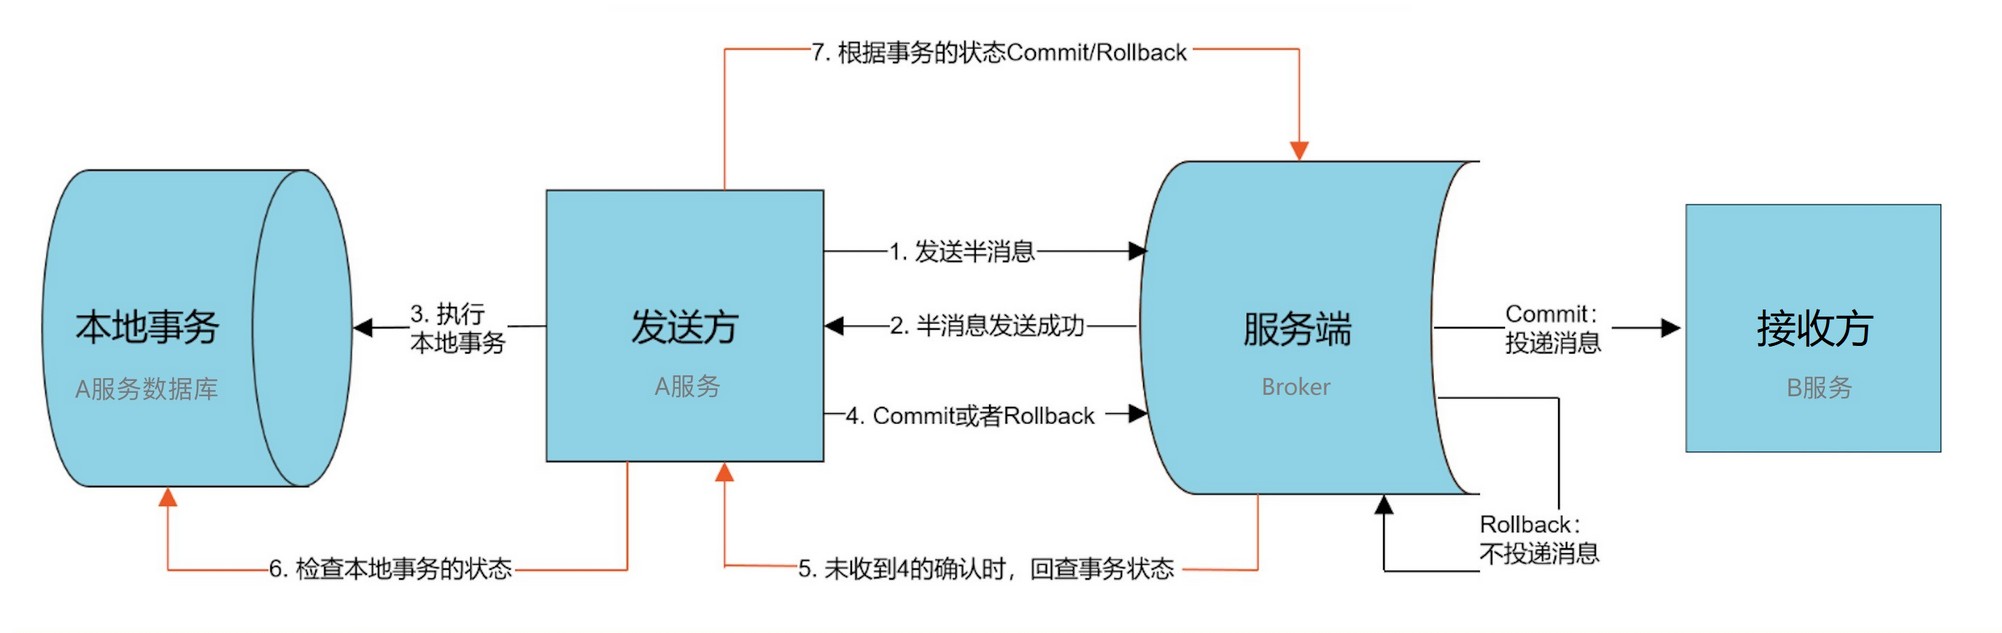 7. 根据事务的状态Commit/Rollback
1. 发送半消息
3. 执行
本地事务
本地事务
A服务数据库
发送方
A服务
2. 半消息发送成功
服务端
Broker
Commit：
投递消息
接收方
B服务
4. Commit或者Rollback
Rollback：
不投递消息
6. 检查本地事务的状态
5. 未收到4的确认时，回查事务状态